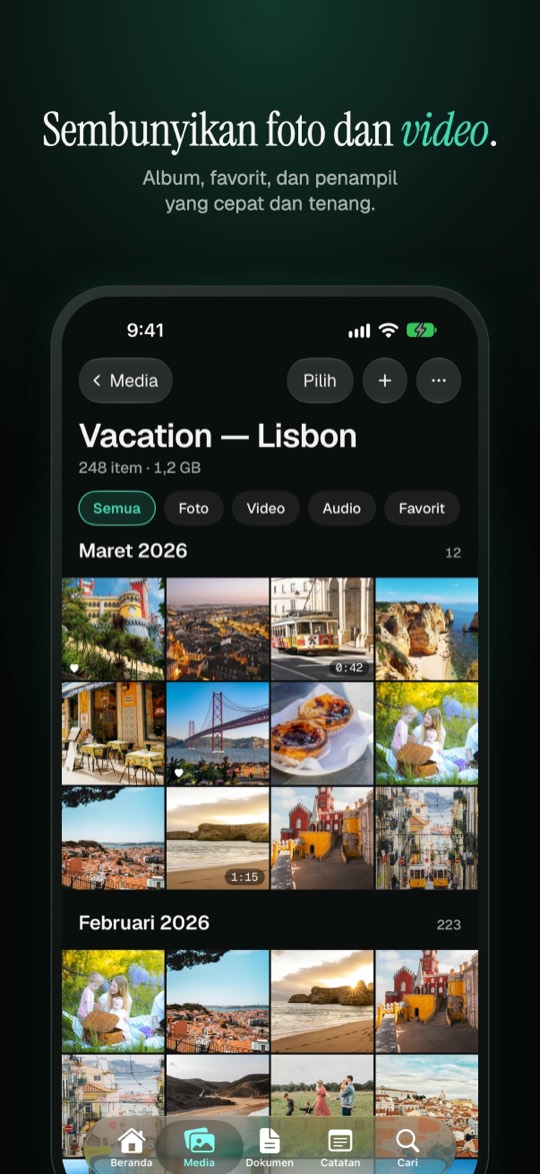 Sembunyikan foto dan video.
Album, favorit, dan penampil
yang cepat dan tenang.
9:41
Media
Pilih
Vacation — Lisbon
248 item · 1,2 GB
Semua Foto Video Audio Favorit
Maret 2026 12
0:42
1:15
Februari 2026 223
Beranda Media Dokumen Catatan Cari